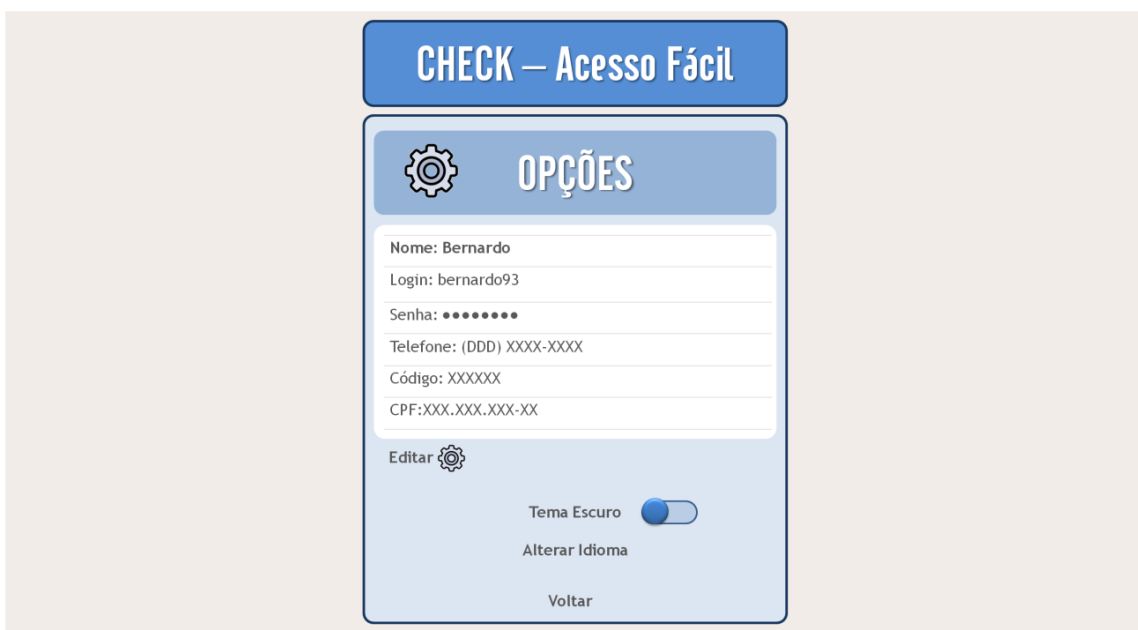 CHECK – Acesso Fácil
OPÇÕES
Nome: Bernardo
Login: bernardo93
Senha: ●●●●●●●●
Telefone: (DDD) XXXX-XXXX
Código: XXXXXX
CPF:XXX.XXX.XXX-XX
Editar
Tema Escuro
Alterar Idioma
Voltar